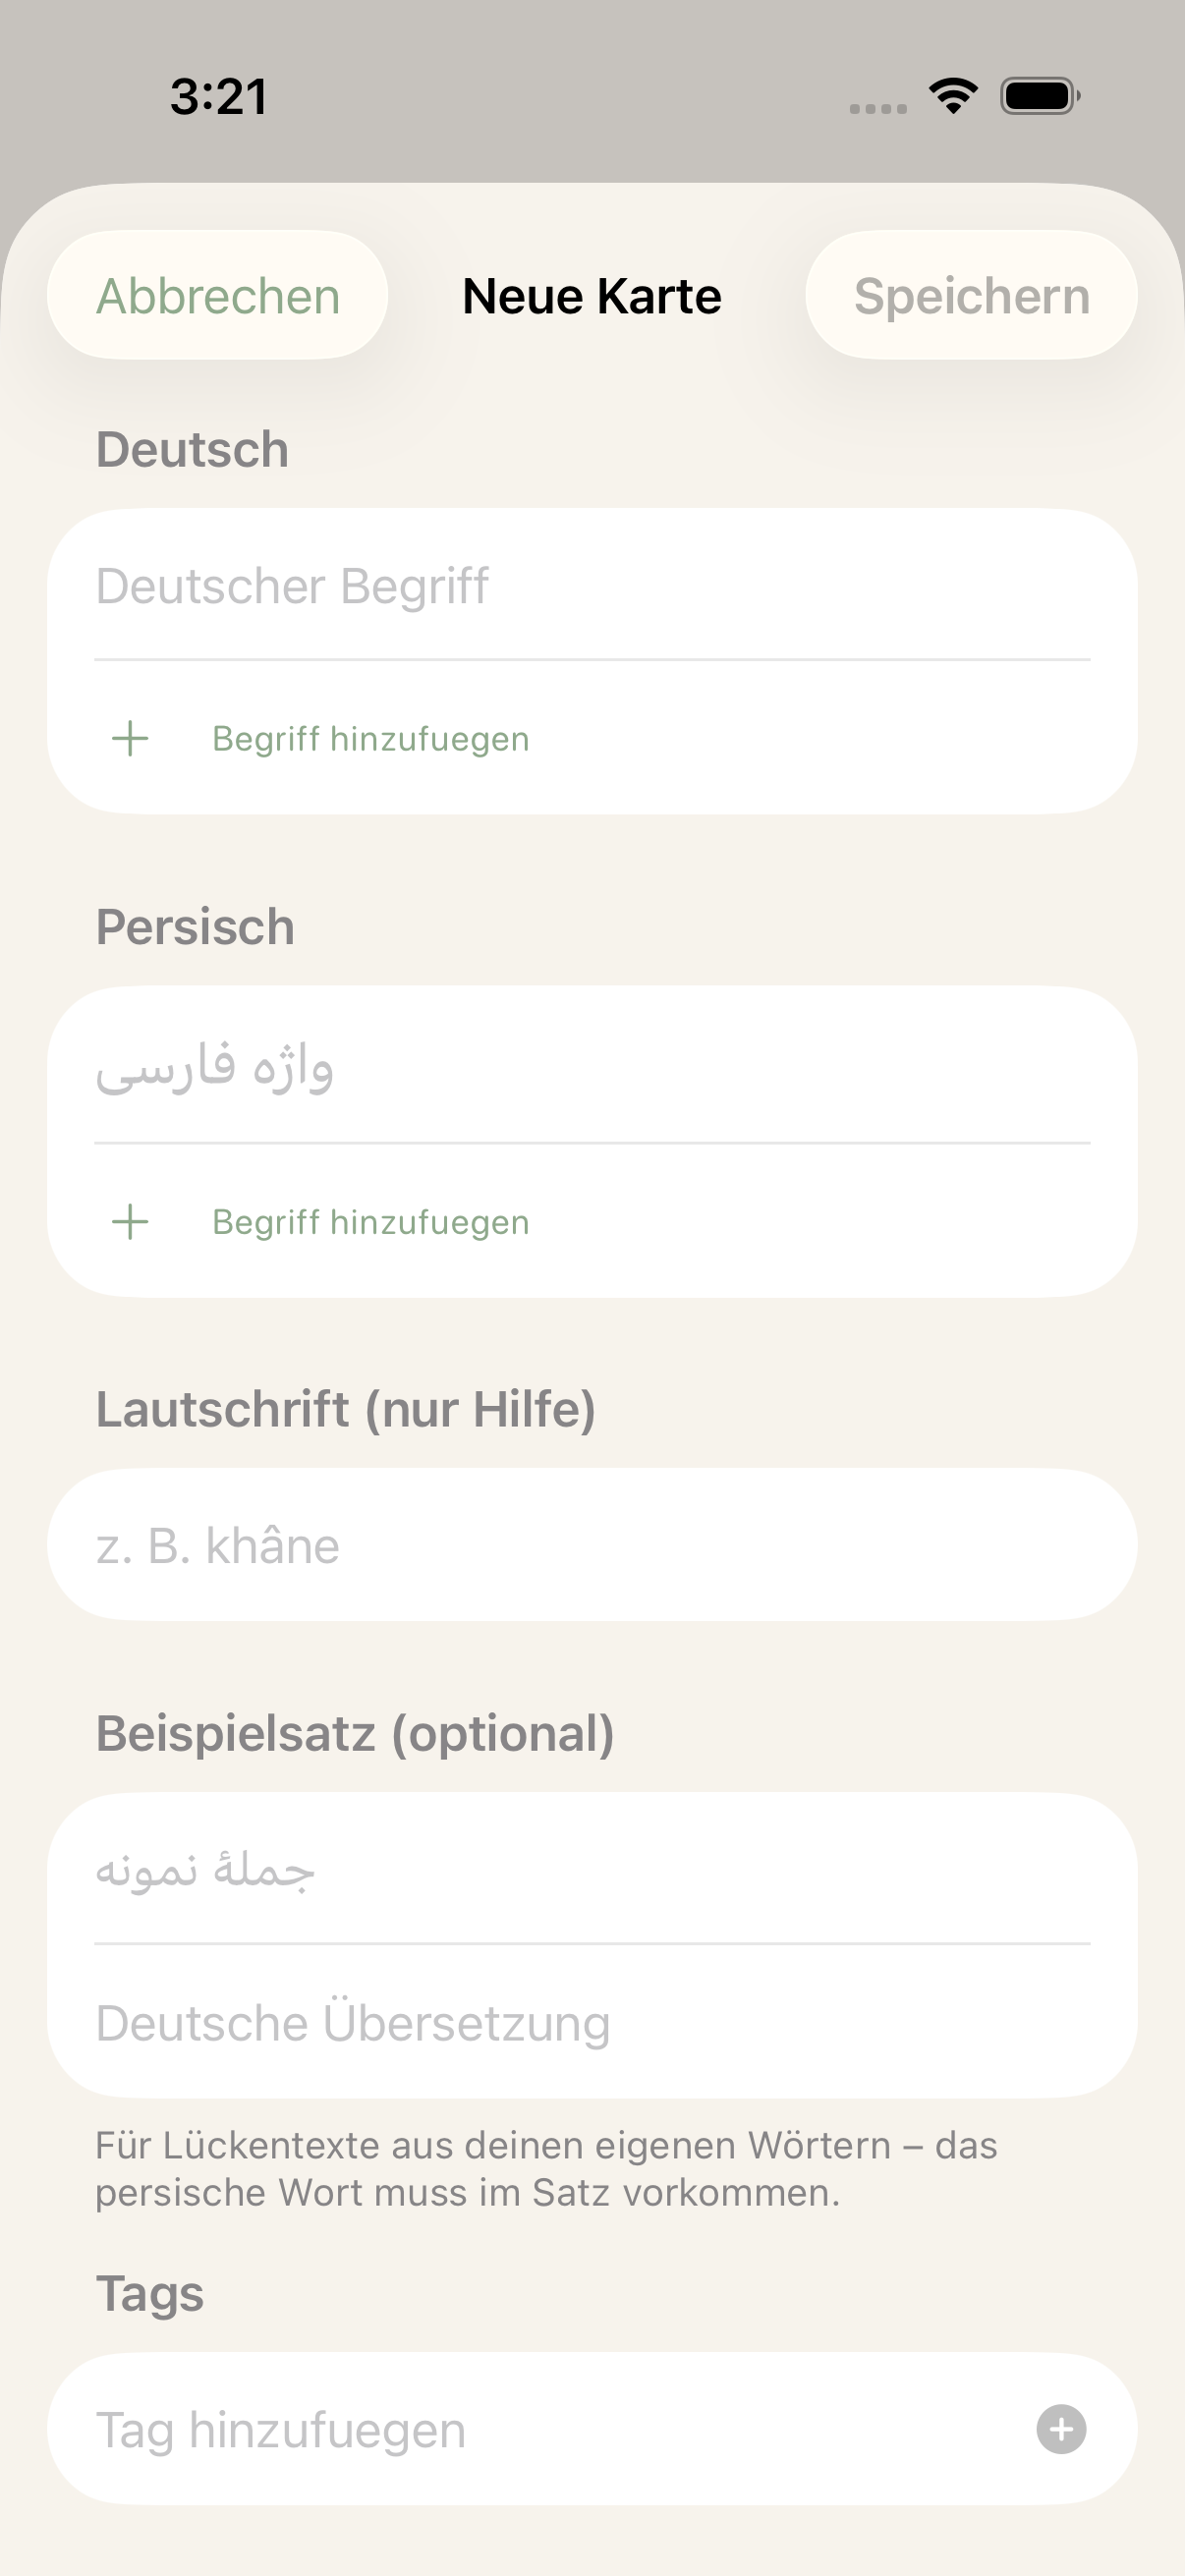 3:21
Abbrechen
Neue Karte
Speichern
Deutsch
Deutscher Begriff
Begriff hinzufuegen
Persisch
واژه فارسی
Begriff hinzufuegen
Lautschrift (nur Hilfe)
z. B. khâne
Beispielsatz (optional)
جملهٔ نمونه
Deutsche Übersetzung
Für Lückentexte aus deinen eigenen Wörtern – das
persische Wort muss im Satz vorkommen.
Tags
Tag hinzufuegen